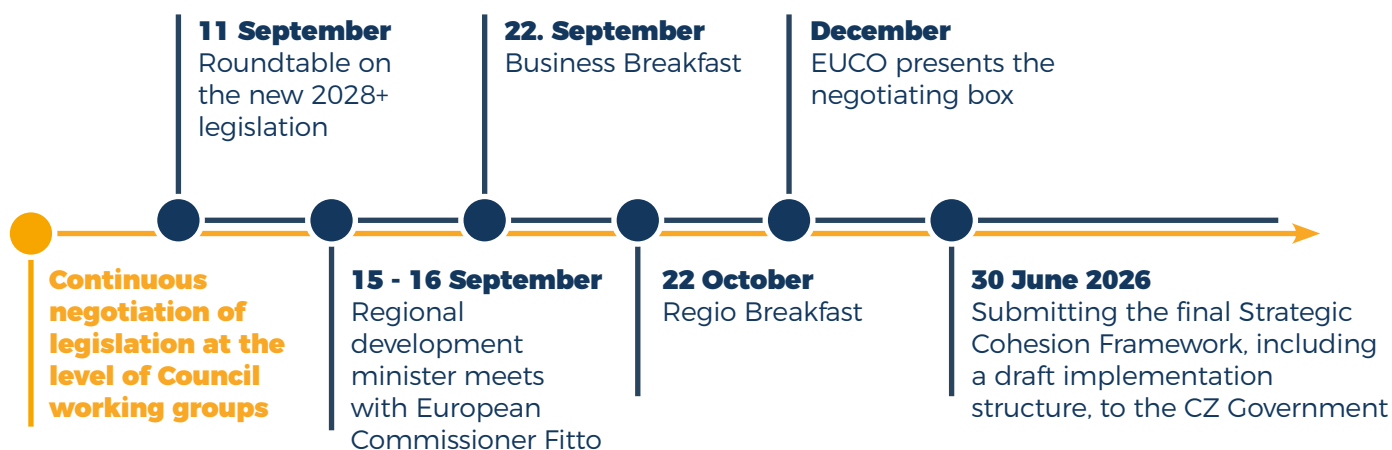 11 September
Roundtable on
the new 2028+
legislation
22. September
Business Breakfast
December
EUCO presents the
negotiating box
Continuous
negotiation of
legislation at the
level of Council
working groups
15 - 16 September
Regional
development
minister meets
with European
Commissioner Fitto
22 October
Regio Breakfast
30 June 2026
Submitting the final Strategic
Cohesion Framework, including
a draft implementation
structure, to the CZ Government